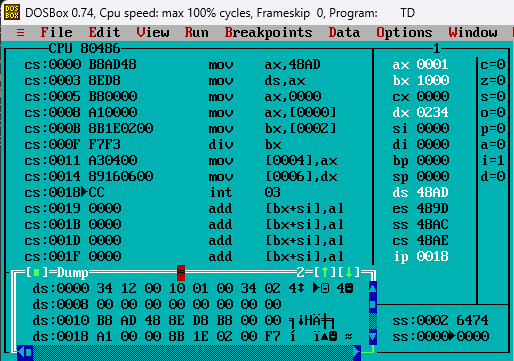 DOSBox 0.74, Cpu speed: max 100% cycles, Frameskip 0, Program: TD
≡ File Edit View Run Breakpoints Data Options Window
CPU 80486 1
cs:0000 B8AD48 mov ax,48AD ax 0001 c=0
cs:0003 8ED8 mov ds,ax bx 1000 z=0
cs:0005 B80000 mov ax,0000 cx 0000 s=0
cs:0008 A10000 mov ax,[0000] dx 0234 o=0
cs:000B 8B1E0200 mov bx,[0002] si 0000 p=0
cs:000F F7F3 div bx di 0000 a=0
cs:0011 A30400 mov [0004],ax bp 0000 i=1
cs:0014 89160600 mov [0006],dx sp 0000 d=0
cs:0018►CC int 03 ds 48AD
cs:0019 0000 add [bx+si],al es 489D
cs:001B 0000 add [bx+si],al ss 48AC
cs:001D 0000 add [bx+si],al cs 48AE
cs:001F 0000 add [bx+si],al ip 0018
[■]=Dump 2=[↑][↓]
ds:0000 34 12 00 10 01 00 34 02 4↕ ►☺ 4☻
ds:0008 00 00 00 00 00 00 00 00
ds:0010 B8 AD 48 8E D8 B8 00 00 ╕¡HÄ╪╕
ds:0018 A1 00 00 8B 1E 02 00 F7 í ï▲☻ ≈
ss:0002 6474
ss:0000►0000